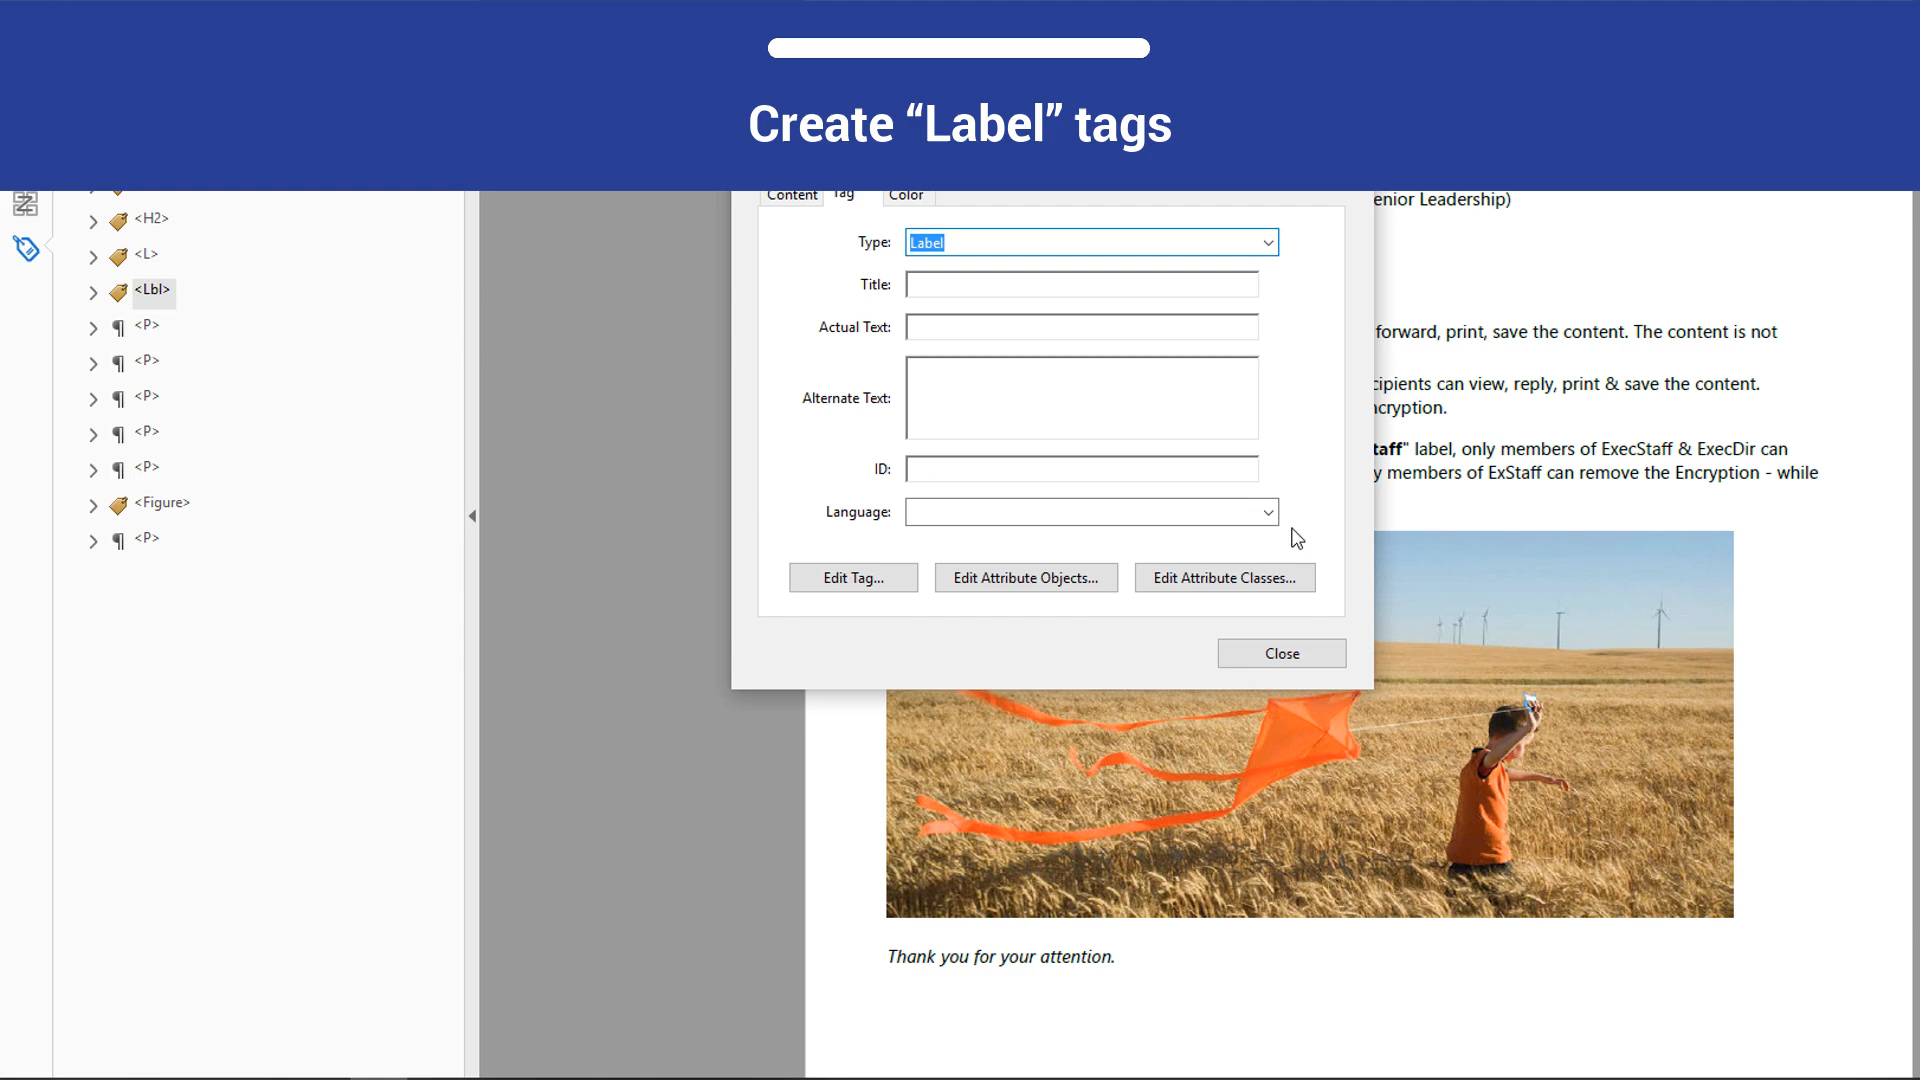 Create “Label” tags
<H2>
<L>
<Lbl>
<P>
<P>
<P>
<P>
<P>
<Figure>
<P>
Content Tag Color
Type: Label
Title:
Actual Text:
Alternate Text:
ID:
Language:
Edit Tag... Edit Attribute Objects... Edit Attribute Classes...
Close
enior Leadership)
forward, print, save the content. The content is not
cipients can view, reply, print & save the content.
ncryption.
taff" label, only members of ExecStaff & ExecDir can
y members of ExStaff can remove the Encryption - while
Thank you for your attention.